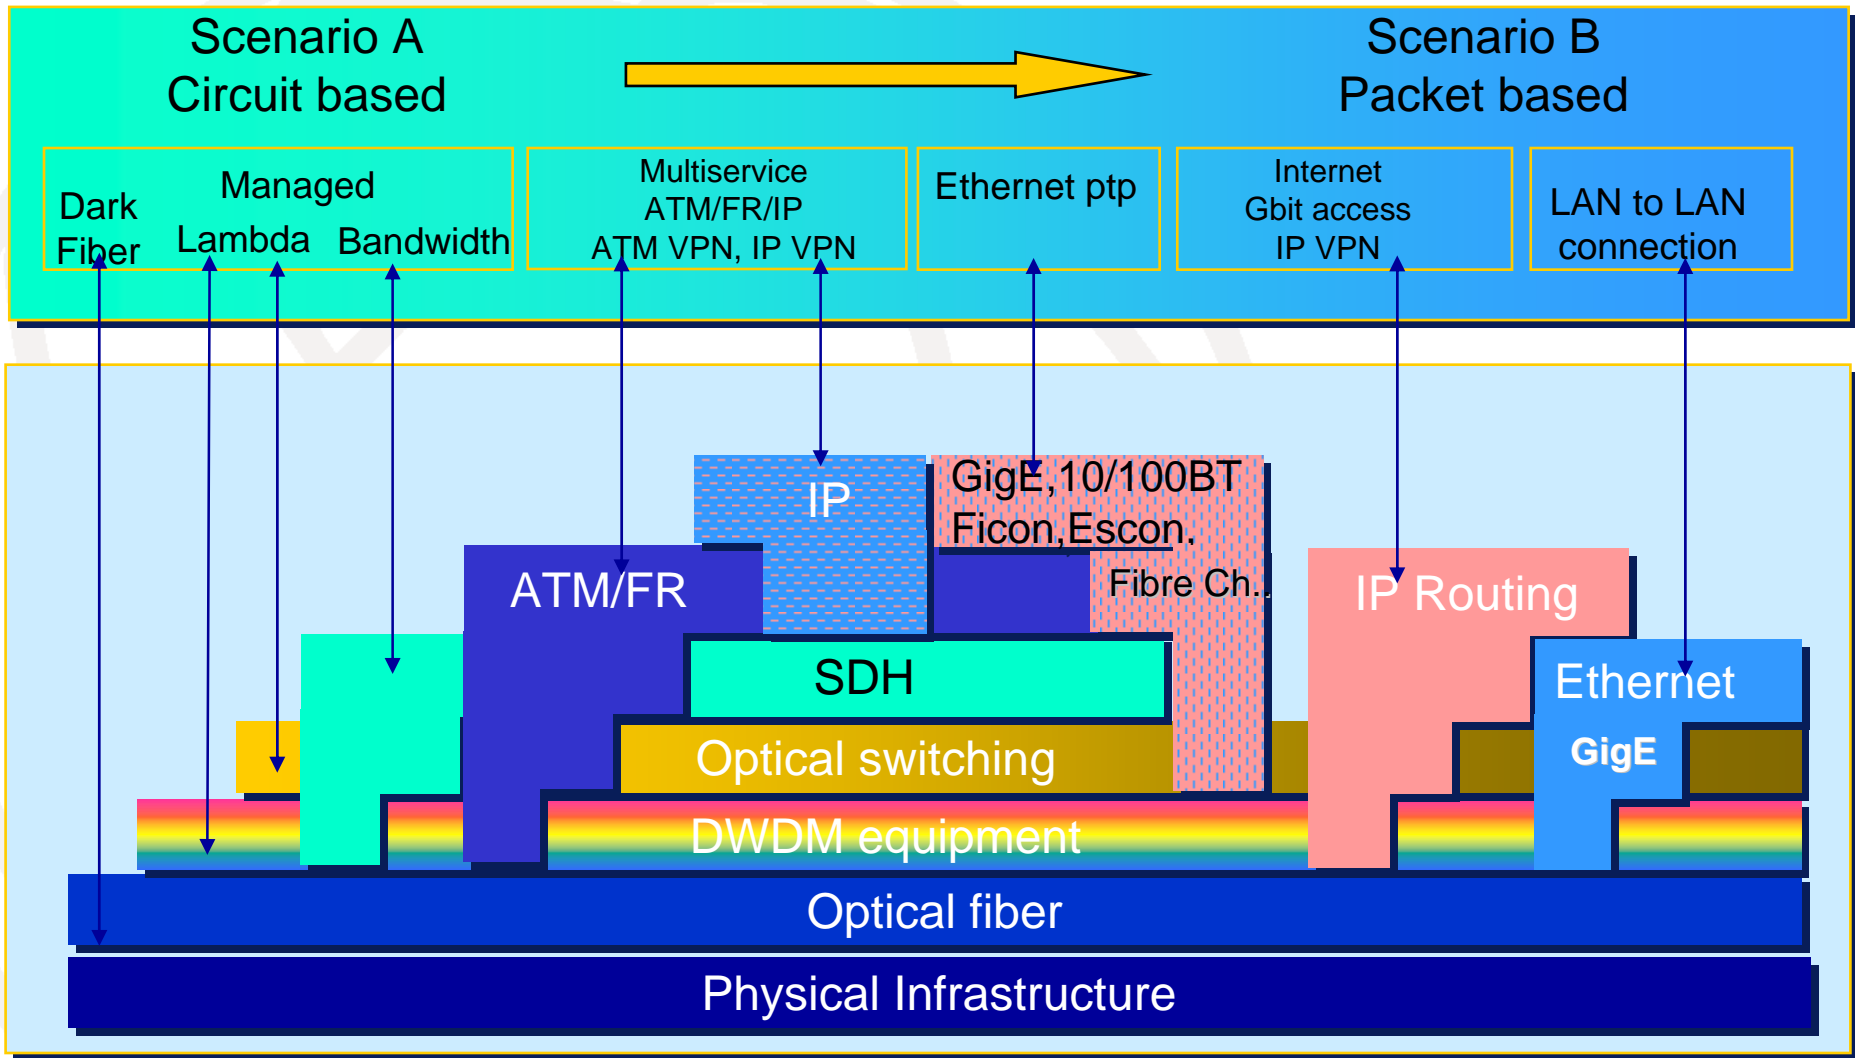 Scenario A
Circuit based
Scenario B
Packet based
Dark
Fiber
Managed
Lambda
Bandwidth
Multiservice
ATM/FR/IP
ATM VPN, IP VPN
Ethernet ptp
Internet
Gbit access
IP VPN
LAN to LAN
connection
IP
GigE,10/100BT
Ficon,Escon,
Fibre Ch..
ATM/FR
IP Routing
SDH
Ethernet
GigE
Optical switching
DWDM equipment
Optical fiber
Physical Infrastructure